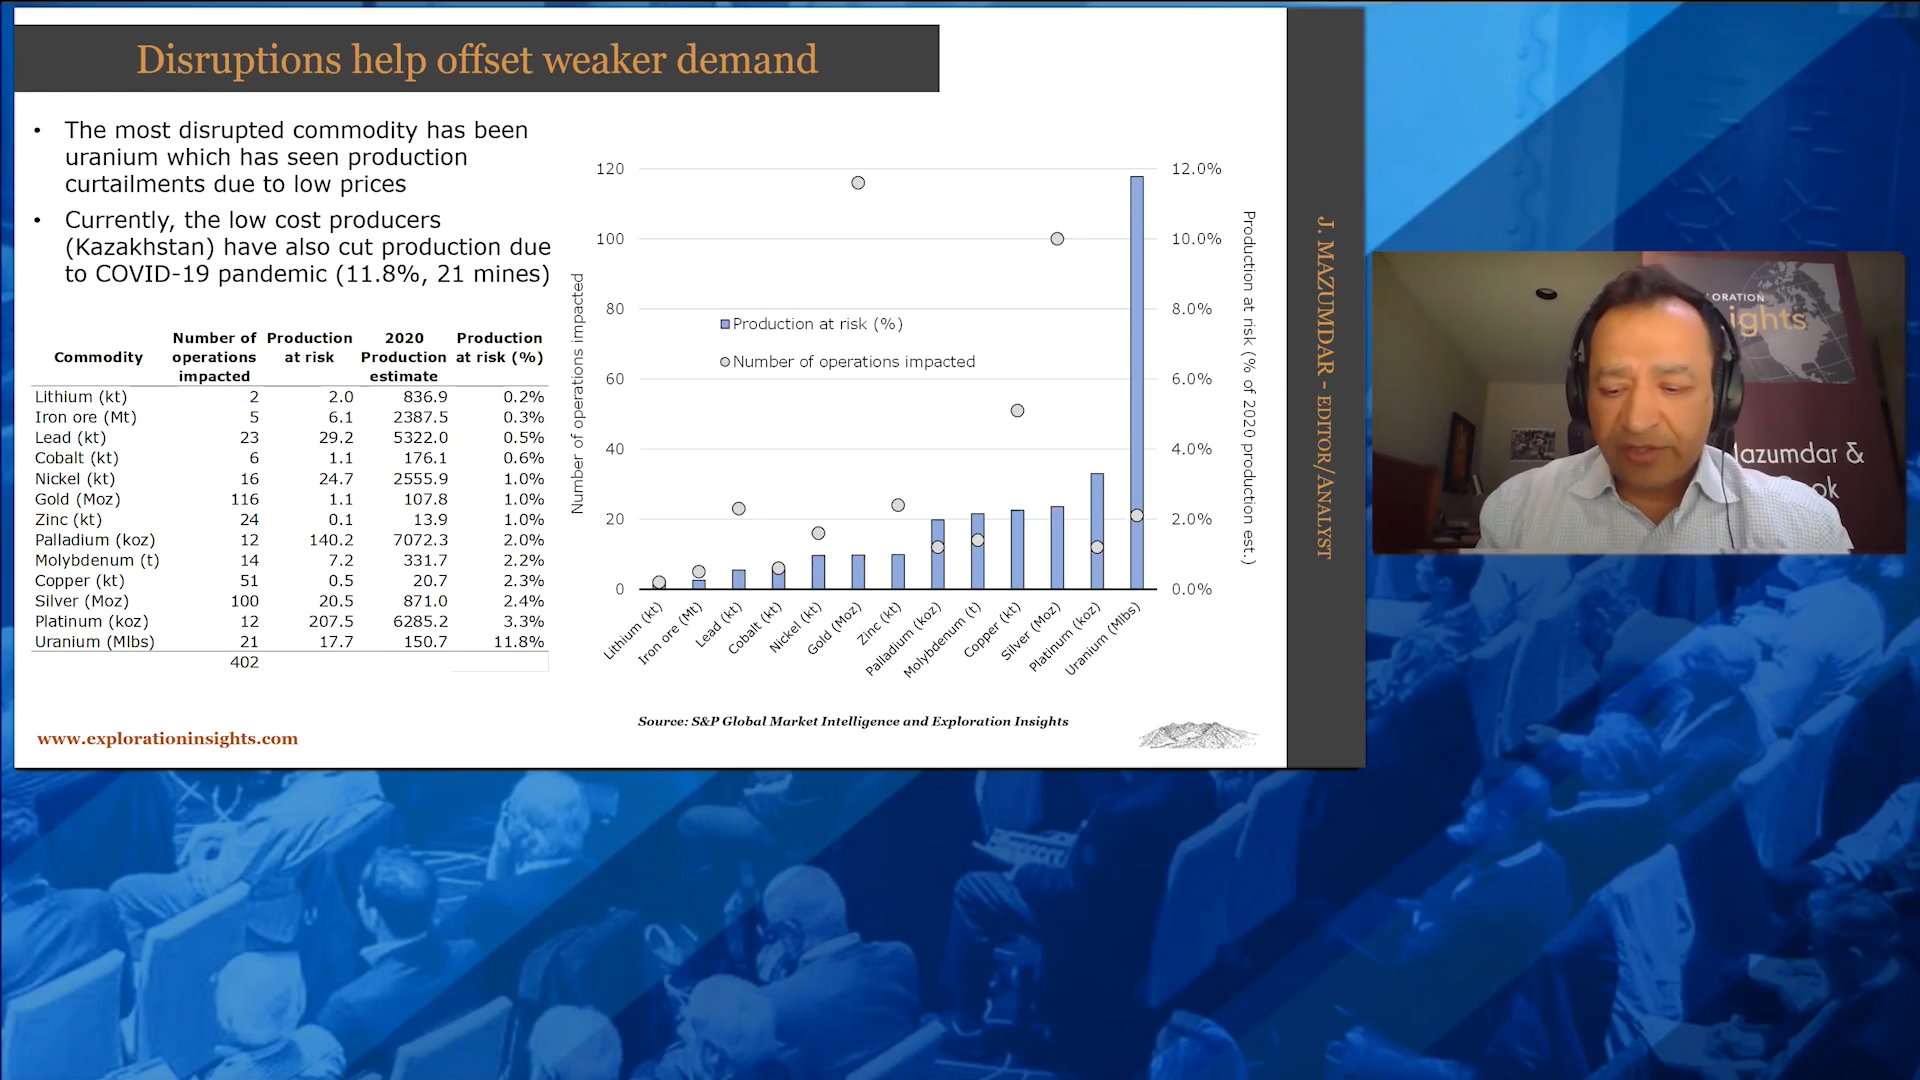 Disruptions help offset weaker demand
• The most disrupted commodity has been
uranium which has seen production
curtailments due to low prices
• Currently, the low cost producers
(Kazakhstan) have also cut production due
to COVID-19 pandemic (11.8%, 21 mines)
Commodity Number of operations impacted Production at risk 2020 Production estimate Production at risk (%)
Lithium (kt) 2 2.0 836.9 0.2%
Iron ore (Mt) 5 6.1 2387.5 0.3%
Lead (kt) 23 29.2 5322.0 0.5%
Cobalt (kt) 6 1.1 176.1 0.6%
Nickel (kt) 16 24.7 2555.9 1.0%
Gold (Moz) 116 1.1 107.8 1.0%
Zinc (kt) 24 0.1 13.9 1.0%
Palladium (koz) 12 140.2 7072.3 2.0%
Molybdenum (t) 14 7.2 331.7 2.2%
Copper (kt) 51 0.5 20.7 2.3%
Silver (Moz) 100 20.5 871.0 2.4%
Platinum (koz) 12 207.5 6285.2 3.3%
Uranium (Mlbs) 21 17.7 150.7 11.8%
402
www.explorationinsights.com
Number of operations impacted
120
100
80
60
40
20
0
Production at risk (%)
Number of operations impacted
12.0%
10.0%
8.0%
6.0%
4.0%
2.0%
0.0%
Production at risk (% of 2020 production est.)
Lithium (kt)
Iron ore (Mt)
Lead (kt)
Cobalt (kt)
Nickel (kt)
Gold (Moz)
Zinc (kt)
Palladium (koz)
Molybdenum (t)
Copper (kt)
Silver (Moz)
Platinum (koz)
Uranium (Mlbs)
Source: S&P Global Market Intelligence and Exploration Insights
J. MAZUMDAR - EDITOR/ANALYST
ORATION
ights
azumdar &
ok